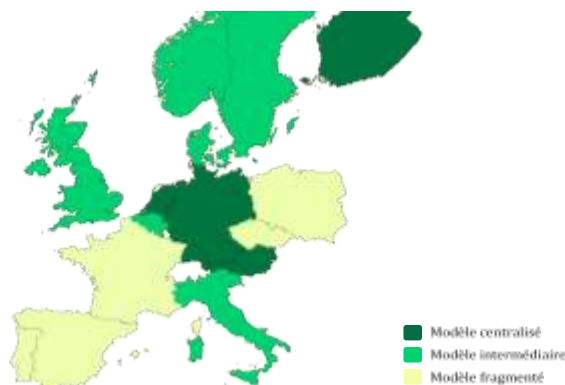 Modèle centralisé
Modèle intermédiaire
Modèle fragmenté